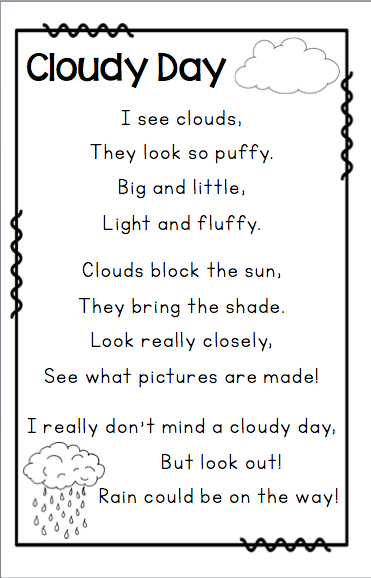 Cloudy Day
I see clouds,
They look so puffy.
Big and little,
Light and fluffy.
Clouds block the sun,
They bring the shade.
Look really closely,
See what pictures are made!
I really don't mind a cloudy day,
But look out!
Rain could be on the way!